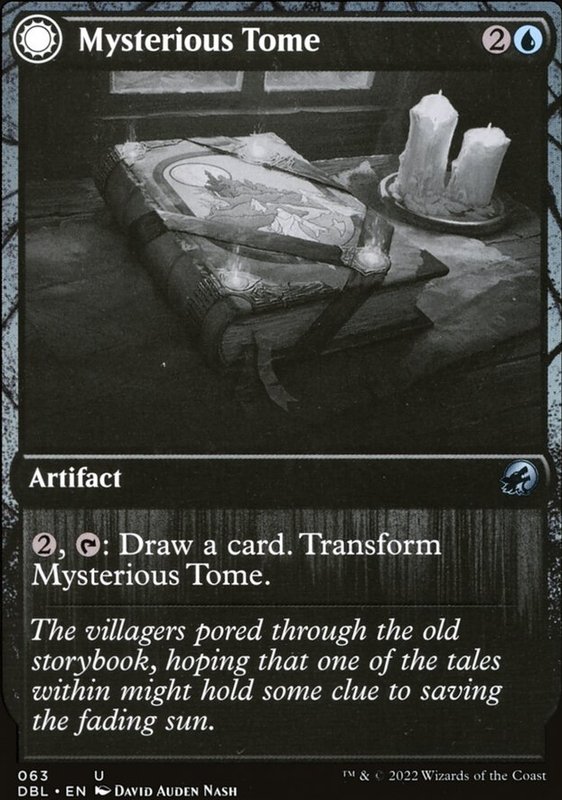 Mysterious Tome 2
Artifact
2, : Draw a card. Transform
Mysterious Tome.
The villagers pored through the old
storybook, hoping that one of the tales
within might hold some clue to saving
the fading sun.
063 U
DBL • EN David Auden Nash
™ & © 2022 Wizards of the Coast